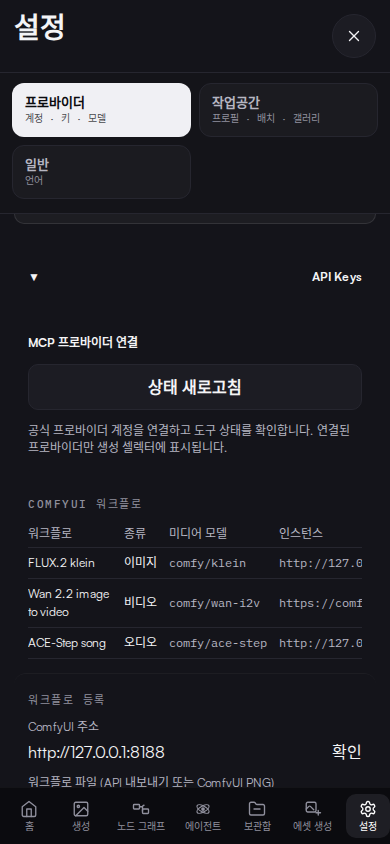 설정
프로바이더
계정 · 키 · 모델
작업공간
프로필 · 배치 · 갤러리
일반
언어
▼ API Keys
MCP 프로바이더 연결
상태 새로고침
공식 프로바이더 계정을 연결하고 도구 상태를 확인합니다. 연결된
프로바이더만 생성 셀렉터에 표시됩니다.
COMFYUI 워크플로
워크플로 종류 미디어 모델 인스턴스
FLUX.2 klein 이미지 comfy/klein http://127.0
Wan 2.2 image
to video 비디오 comfy/wan-i2v https://comf
ACE-Step song 오디오 comfy/ace-step http://127.0
워크플로 등록
ComfyUI 주소
http://127.0.0.1:8188 확인
워크플로 파일 (API 내보내기 또는 ComfyUI PNG)
홈 생성 노드 그래프 에이전트 보관함 에셋 생성 설정